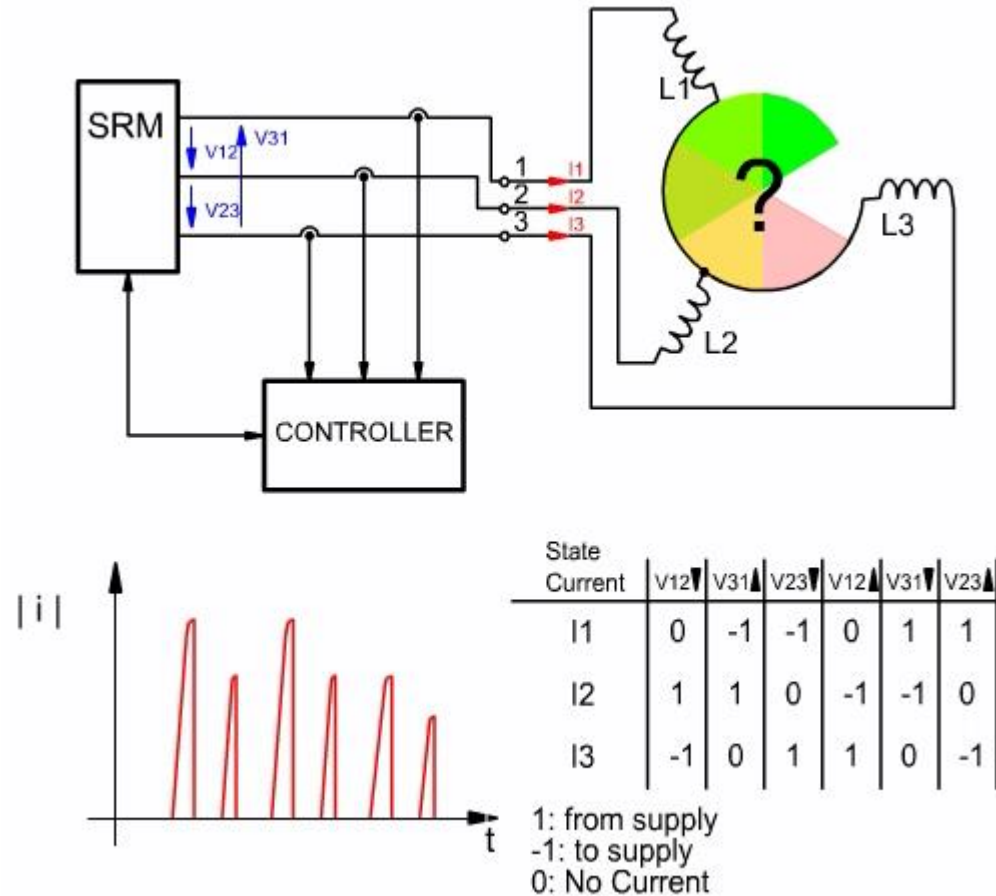 SRM
V12
V31
V23
1
2
3
I1
I2
I3
L1
?
L3
L2
CONTROLLER
| i |
t
State
Current V12▼ V31▲ V23▼ V12▲ V31▼ V23▲
I1 0 -1 -1 0 1 1
I2 1 1 0 -1 -1 0
I3 -1 0 1 1 0 -1
1: from supply
-1: to supply
0: No Current